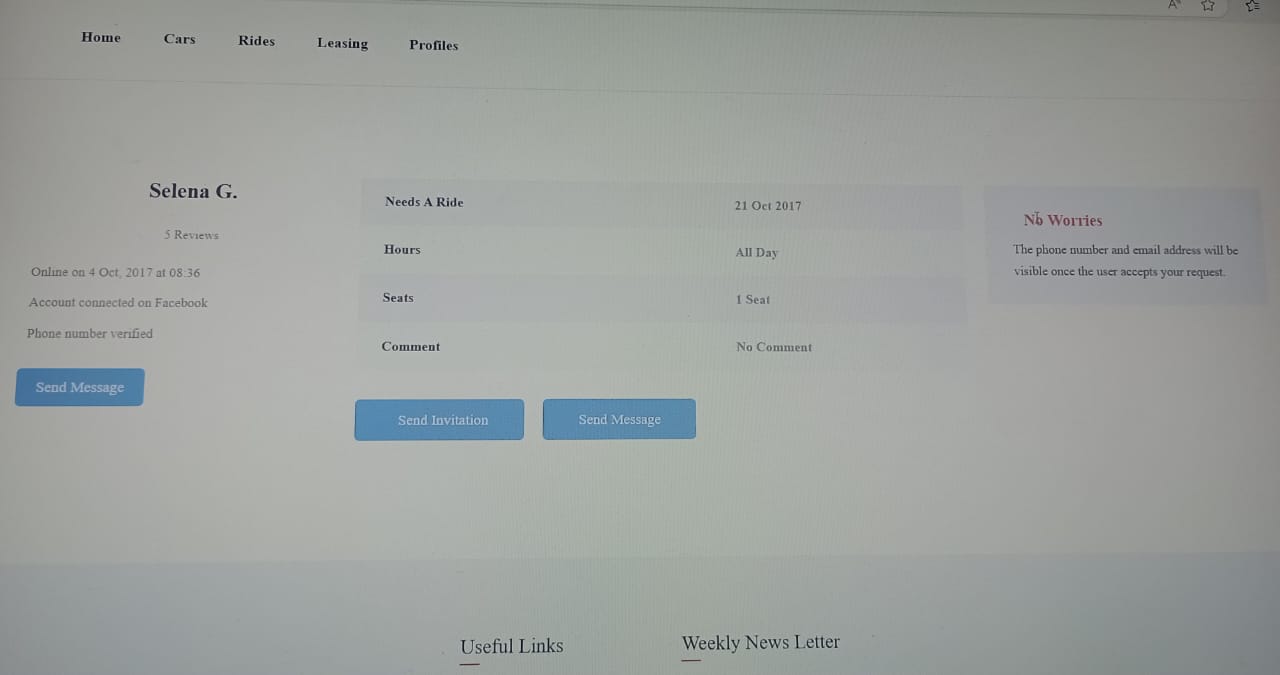 Home Cars Rides Leasing Profiles
Selena G.
5 Reviews
Online on 4 Oct, 2017 at 08:36
Account connected on Facebook
Phone number verified
Send Message
Needs A Ride 21 Oct 2017
Hours All Day
Seats 1 Seat
Comment No Comment
Send Invitation Send Message
No Worries
The phone number and email address will be
visible once the user accepts your request.
Useful Links Weekly News Letter